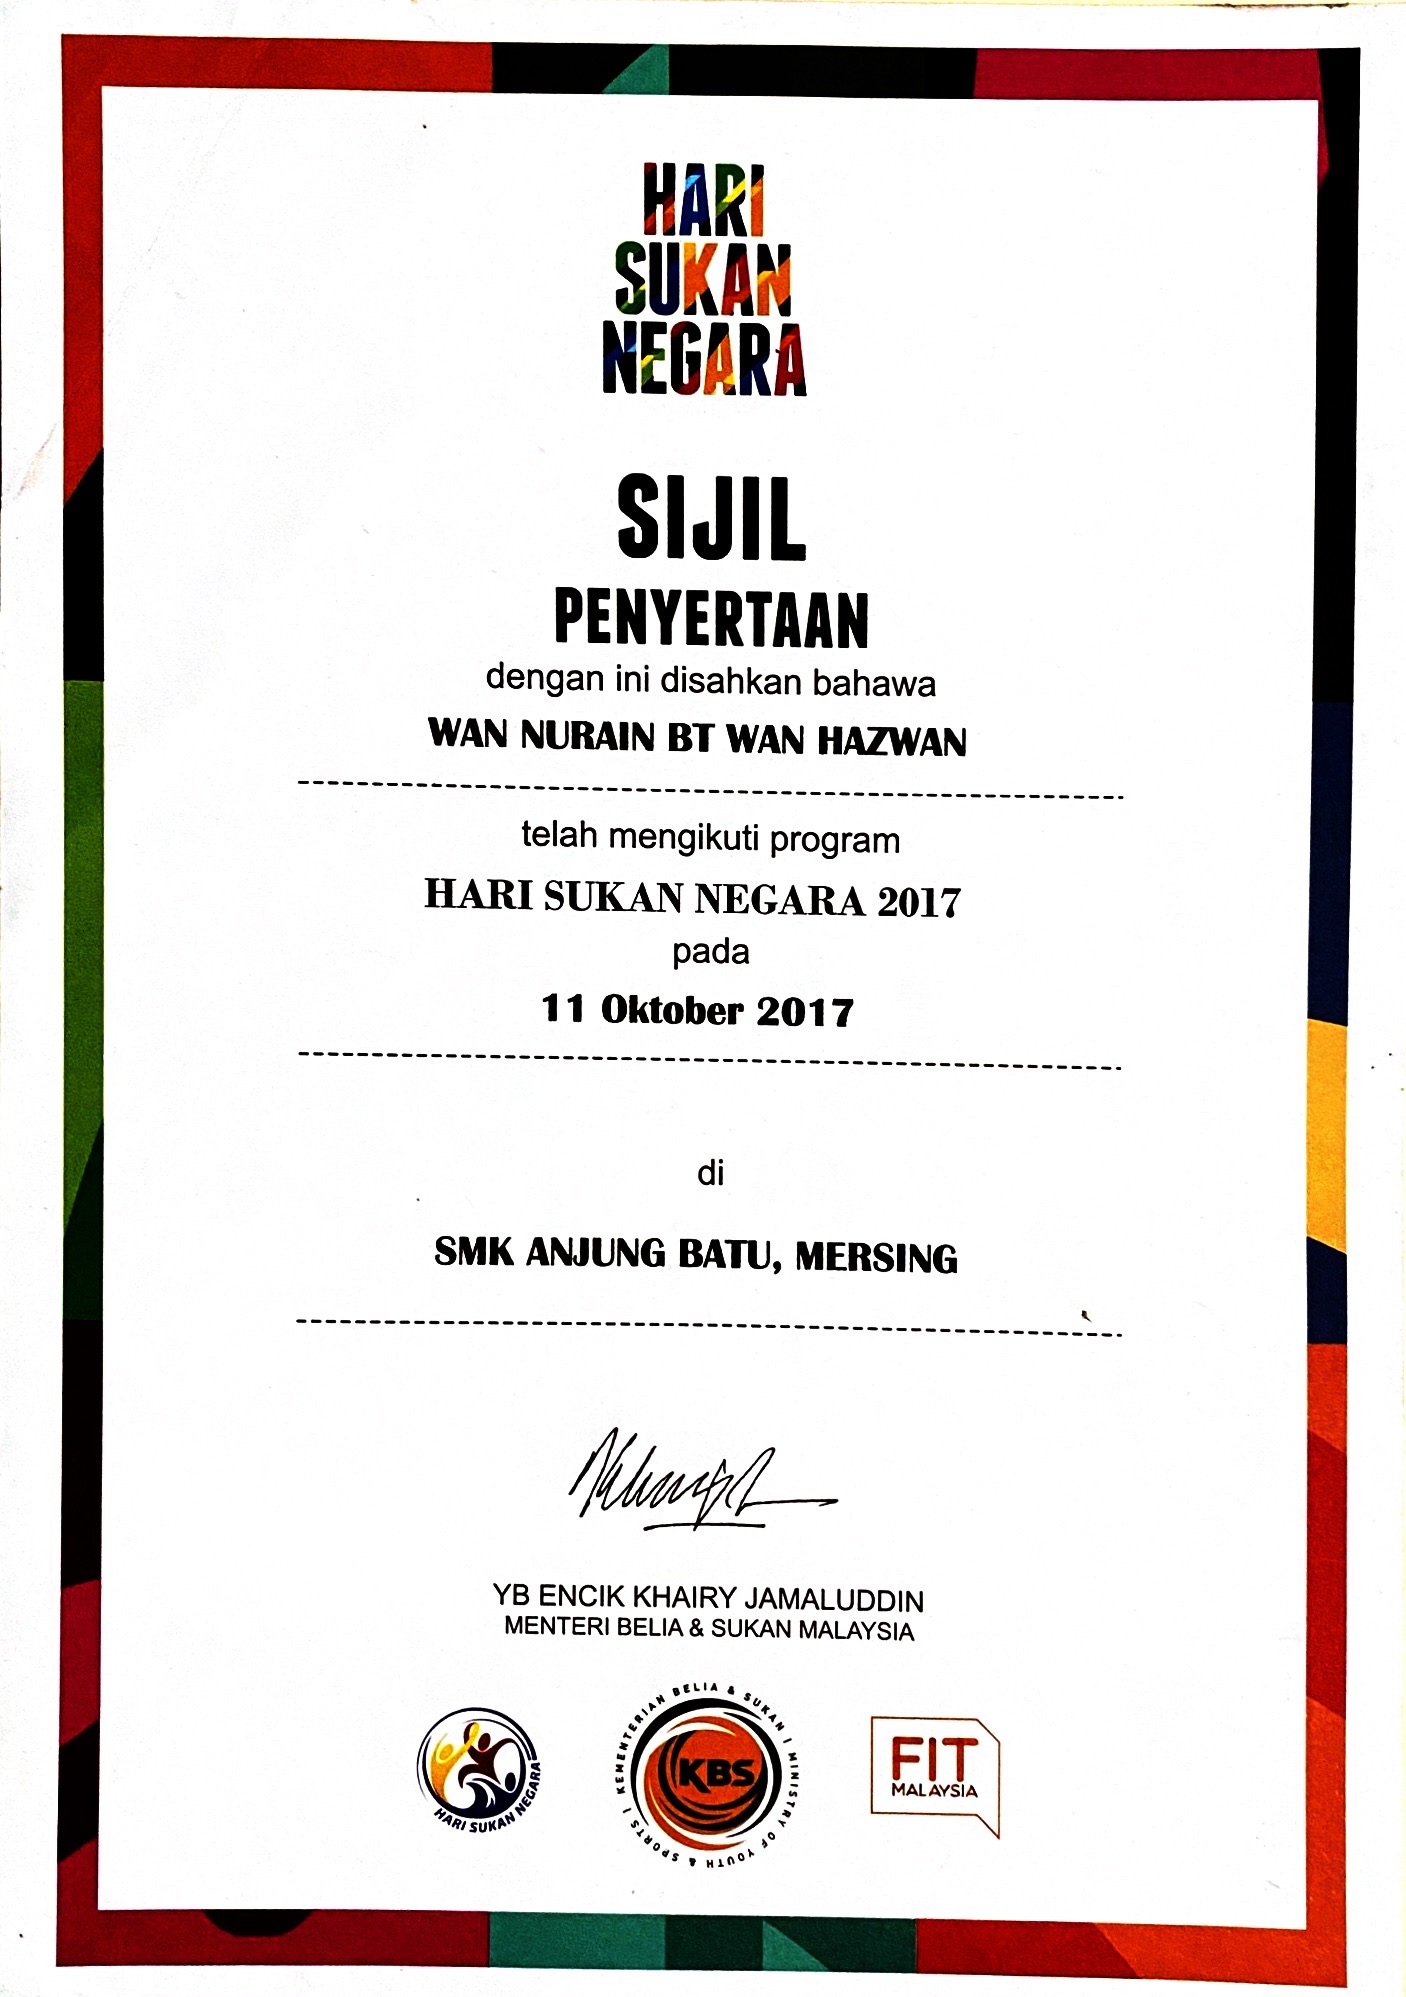 HARI
SUKAN
NEGARA
SIJIL
PENYERTAAN
dengan ini disahkan bahawa
WAN NURAIN BT WAN HAZWAN
telah mengikuti program
HARI SUKAN NEGARA 2017
pada
11 Oktober 2017
di
SMK ANJUNG BATU, MERSING
YB ENCIK KHAIRY JAMALUDDIN
MENTERI BELIA & SUKAN MALAYSIA
HARI SUKAN NEGARA
KEMENTERIAN BELIA & SUKAN | MINISTRY OF YOUTH & SPORTS |
KBS
FIT
MALAYSIA